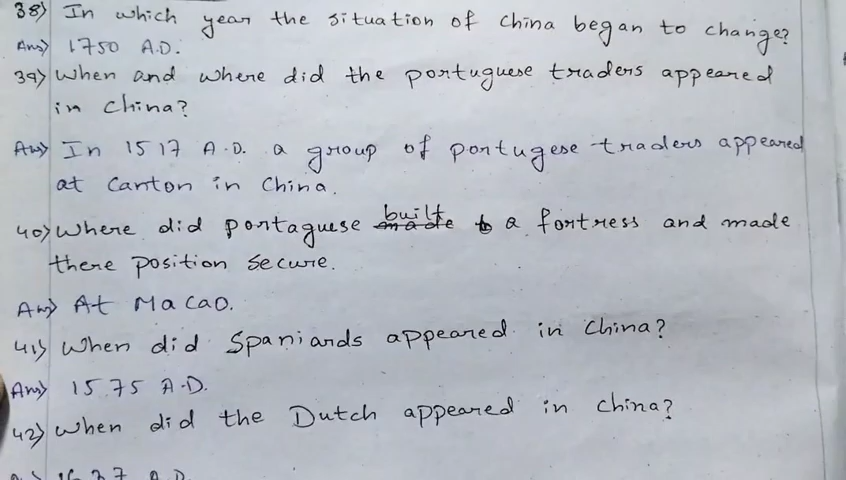 38) In which year the situation of China began to change?
Ans) 1750 A.D.
39) When and where did the portuguese traders appeared
in China?
Ans) In 1517 A.D. a group of portugese traders appeared
at Canton in China.
40) Where did portaguese built a fortress and made
there position secure.
Ans) At Macao.
41) When did Spaniards appeared in China?
Ans) 1575 A.D.
42) When did the Dutch appeared in China?
A.D.